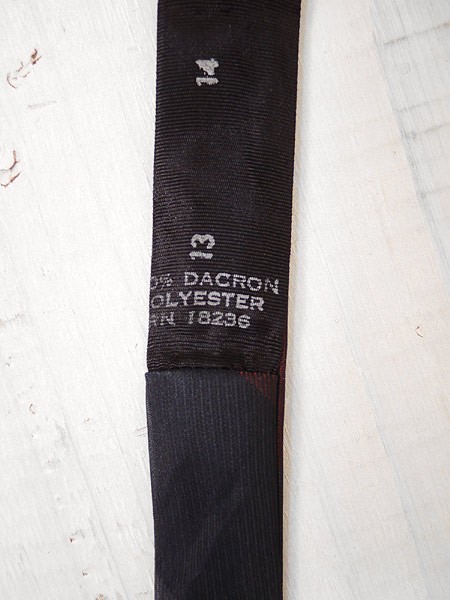 14
13
0% DACRON
OLYESTER
RN 18236